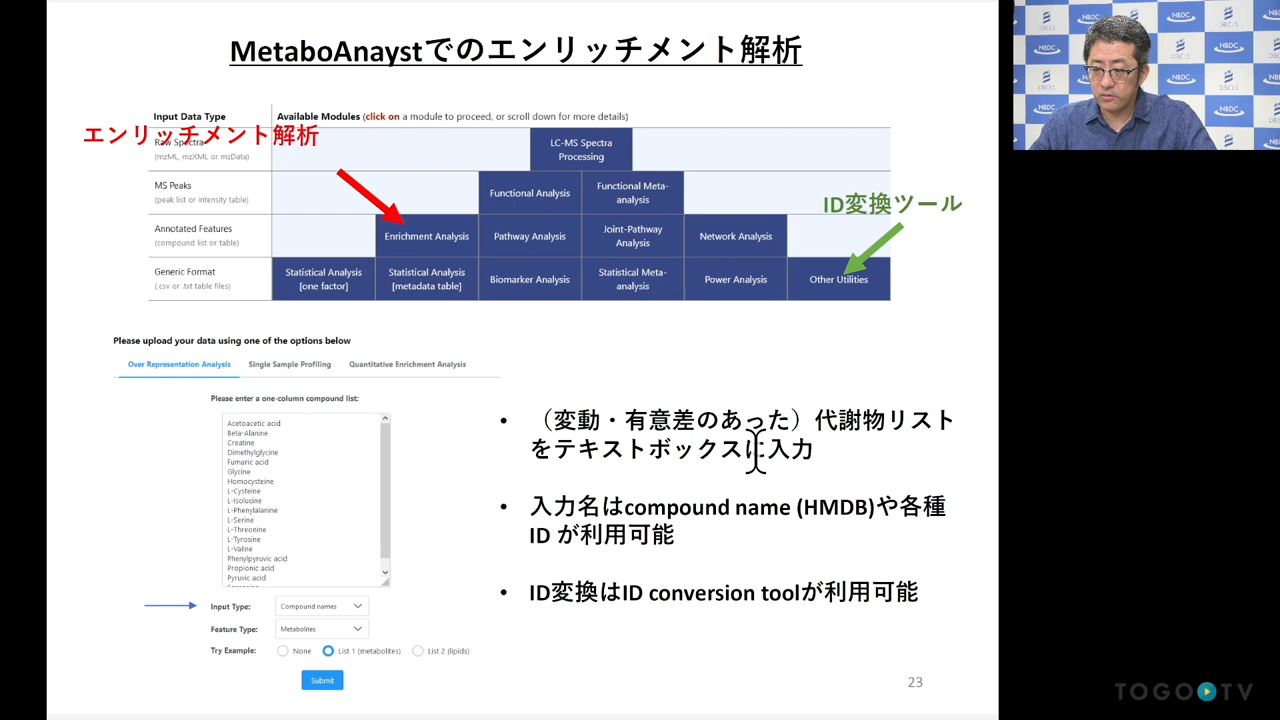 MetaboAnaystでのエンリッチメント解析
Input Data Type
Available Modules (click on a module to proceed, or scroll down for more details)
エンリッチメント解析
Raw Spectra
(mzML, mzXML or mzData)
LC-MS Spectra
Processing
MS Peaks
(peak list or intensity table)
Functional Analysis
Functional Meta-
analysis
ID変換ツール
Annotated Features
(compound list or table)
Enrichment Analysis
Pathway Analysis
Joint-Pathway
Analysis
Network Analysis
Generic Format
(.csv or .txt table files)
Statistical Analysis
[one factor]
Statistical Analysis
[metadata table]
Biomarker Analysis
Statistical Meta-
analysis
Power Analysis
Other Utilities
Please upload your data using one of the options below
Over Representation Analysis
Single Sample Profiling
Quantitative Enrichment Analysis
Please enter a one-column compound list:
Acetoacetic acid
Beta-Alanine
Creatine
Dimethylglycine
Fumaric acid
Glycine
Homocysteine
L-Cysteine
L-Isolucine
L-Phenylalanine
L-Serine
L-Threonine
L-Tyrosine
L-Valine
Phenylpyruvic acid
Propionic acid
Pyruvic acid
Input Type:
Compound names
Feature Type:
Metabolites
Try Example:
None
List 1 (metabolites)
List 2 (lipids)
Submit
• （変動・有意差のあった）代謝物リスト
をテキストボックスに入力
• 入力名はcompound name (HMDB)や各種
ID が利用可能
• ID変換はID conversion toolが利用可能
23
NBDC
DBCLS
TOGO TV